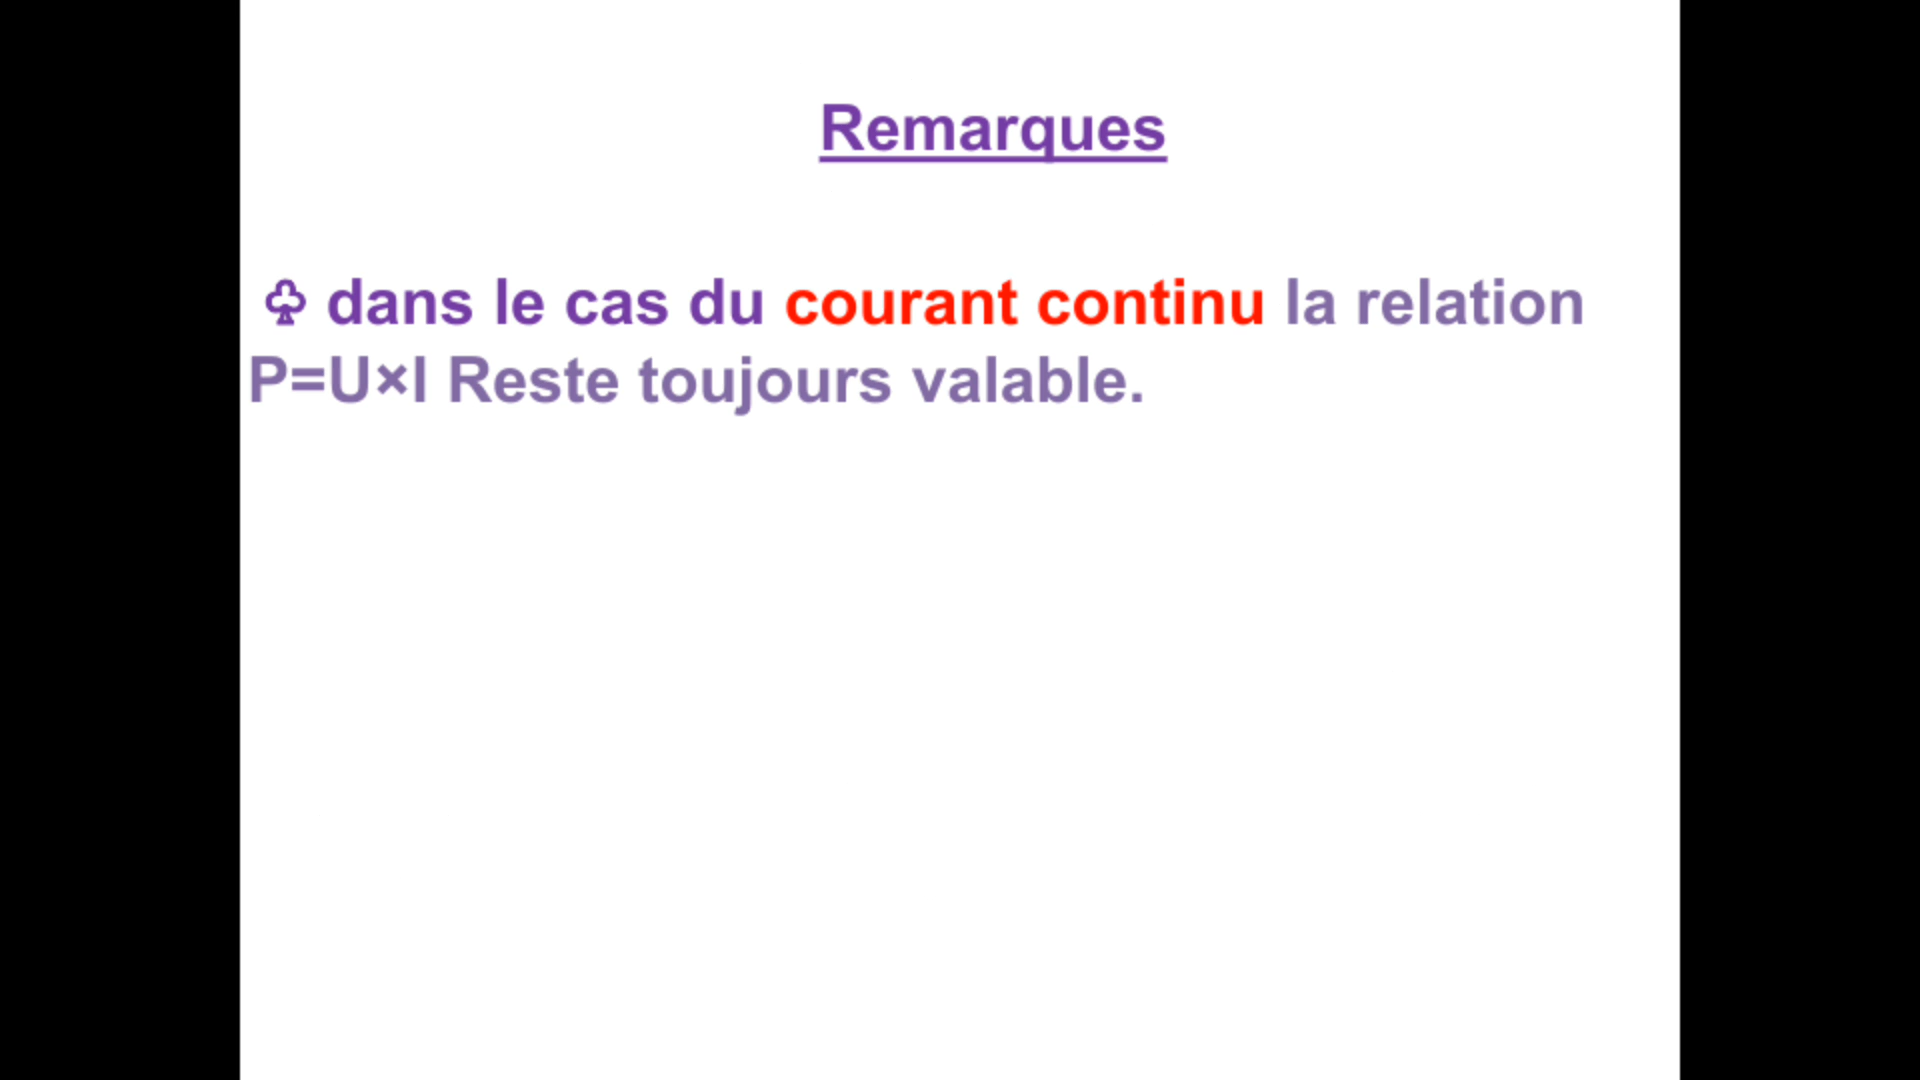 Remarques
♧ dans le cas du courant continu la relation
P=U×I Reste toujours valable.